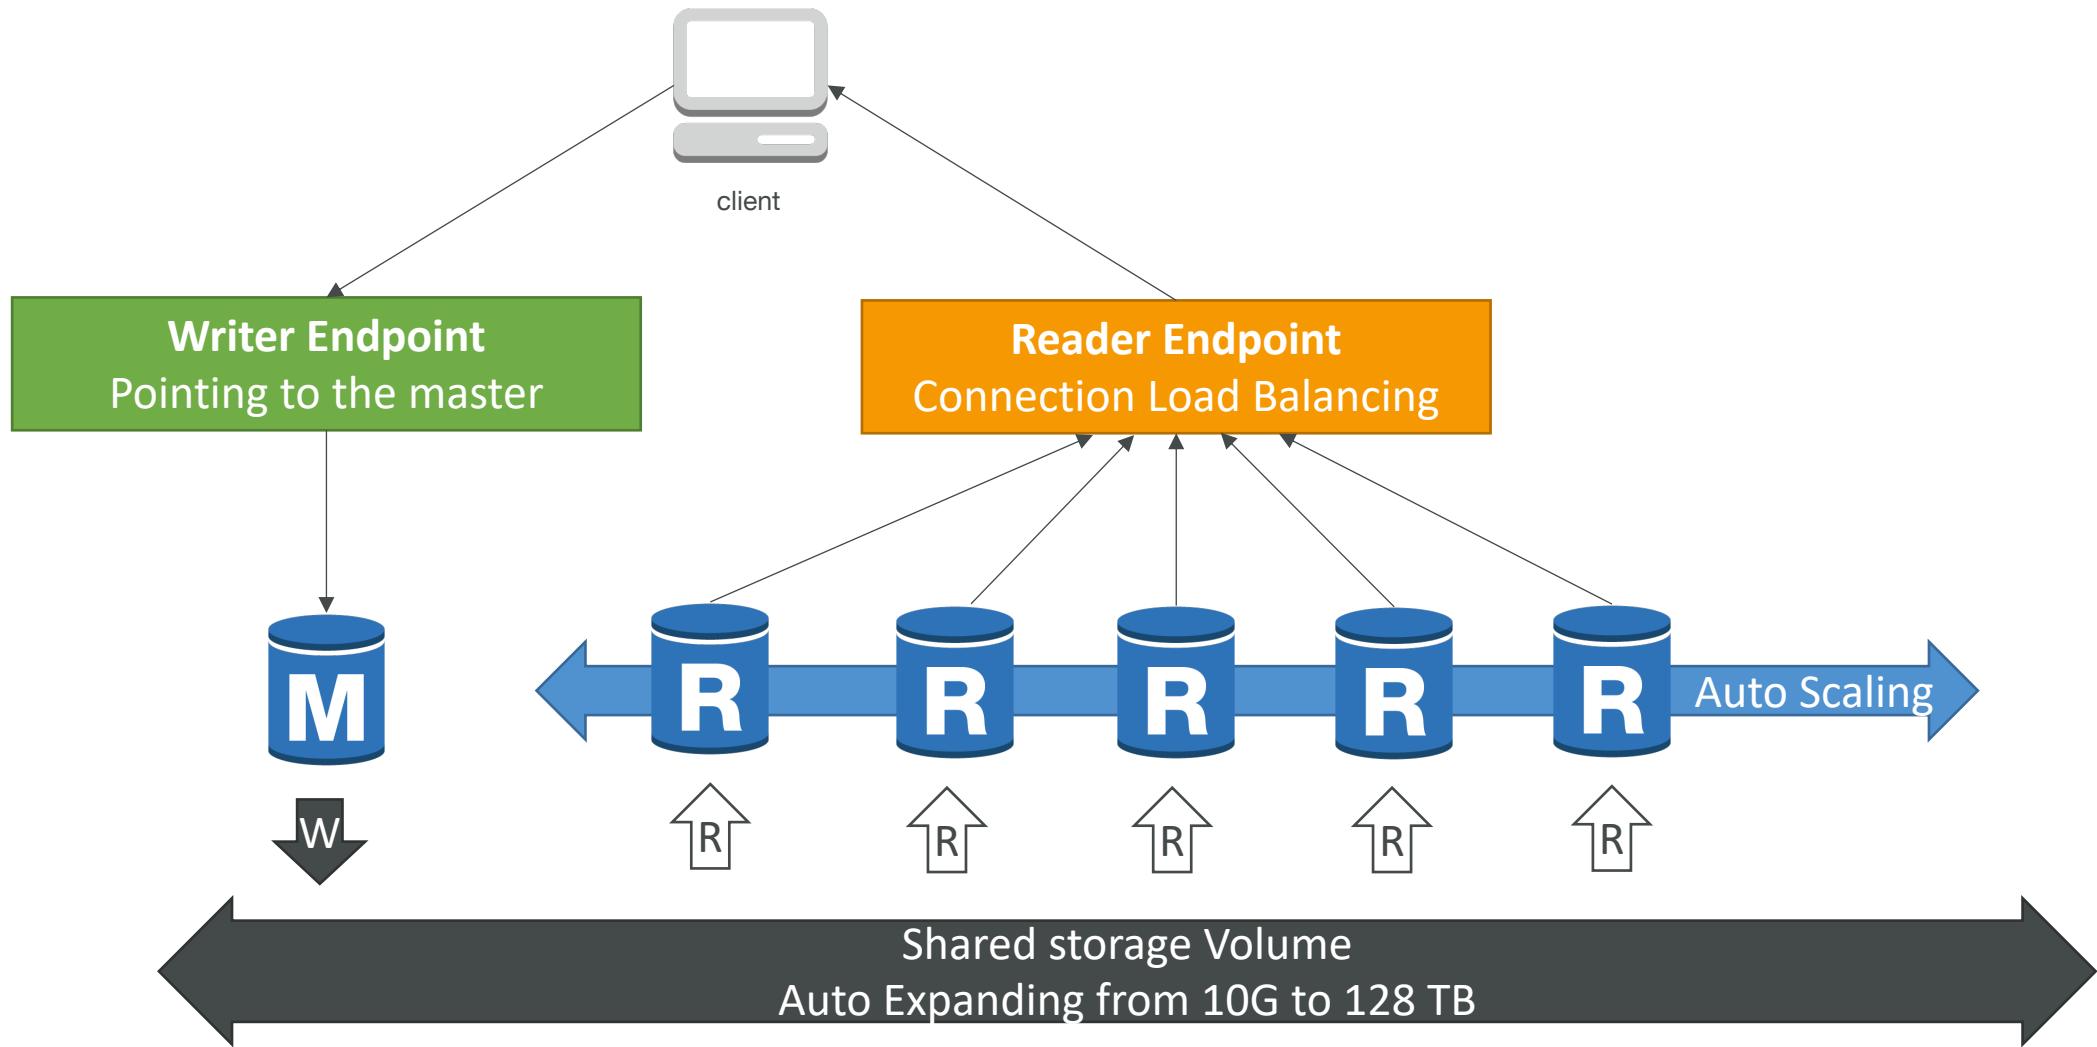 client
Writer Endpoint
Pointing to the master
Reader Endpoint
Connection Load Balancing
M
R
R
R
R
R
Auto Scaling
W
R
R
R
R
R
Shared storage Volume
Auto Expanding from 10G to 128 TB